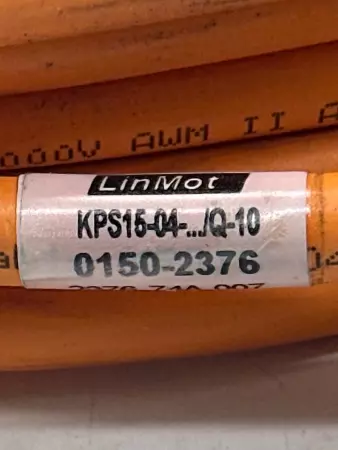 000V AWM II A
LinMot
KPS15-04-.../Q-10
0150-2376